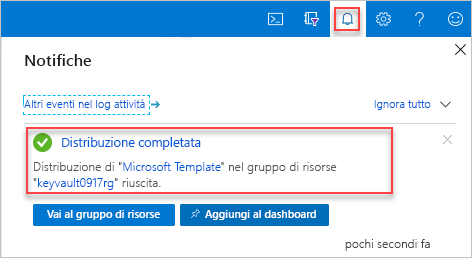 Notifiche
Altri eventi nel log attività
Ignora tutto
Distribuzione completata
Distribuzione di "Microsoft Template" nel gruppo di risorse
"keyvault0917rg" riuscita.
Vai al gruppo di risorse
Aggiungi al dashboard
pochi secondi fa